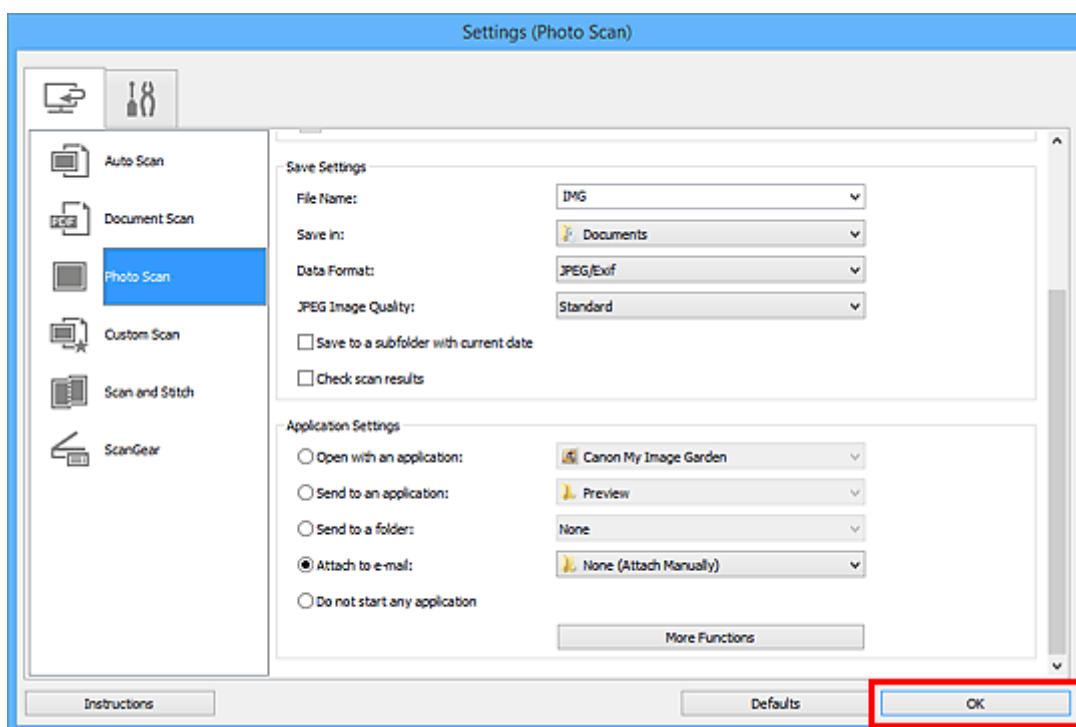 Settings (Photo Scan)
Auto Scan
PDF
Document Scan
Photo Scan
Custom Scan
Scan and Stitch
ScanGear
Save Settings
File Name: IMG
Save in: Documents
Data Format: JPEG/Exif
JPEG Image Quality: Standard
Save to a subfolder with current date
Check scan results
Application Settings
Open with an application: Canon My Image Garden
Send to an application: Preview
Send to a folder: None
Attach to e-mail: None (Attach Manually)
Do not start any application
More Functions
Instructions Defaults OK